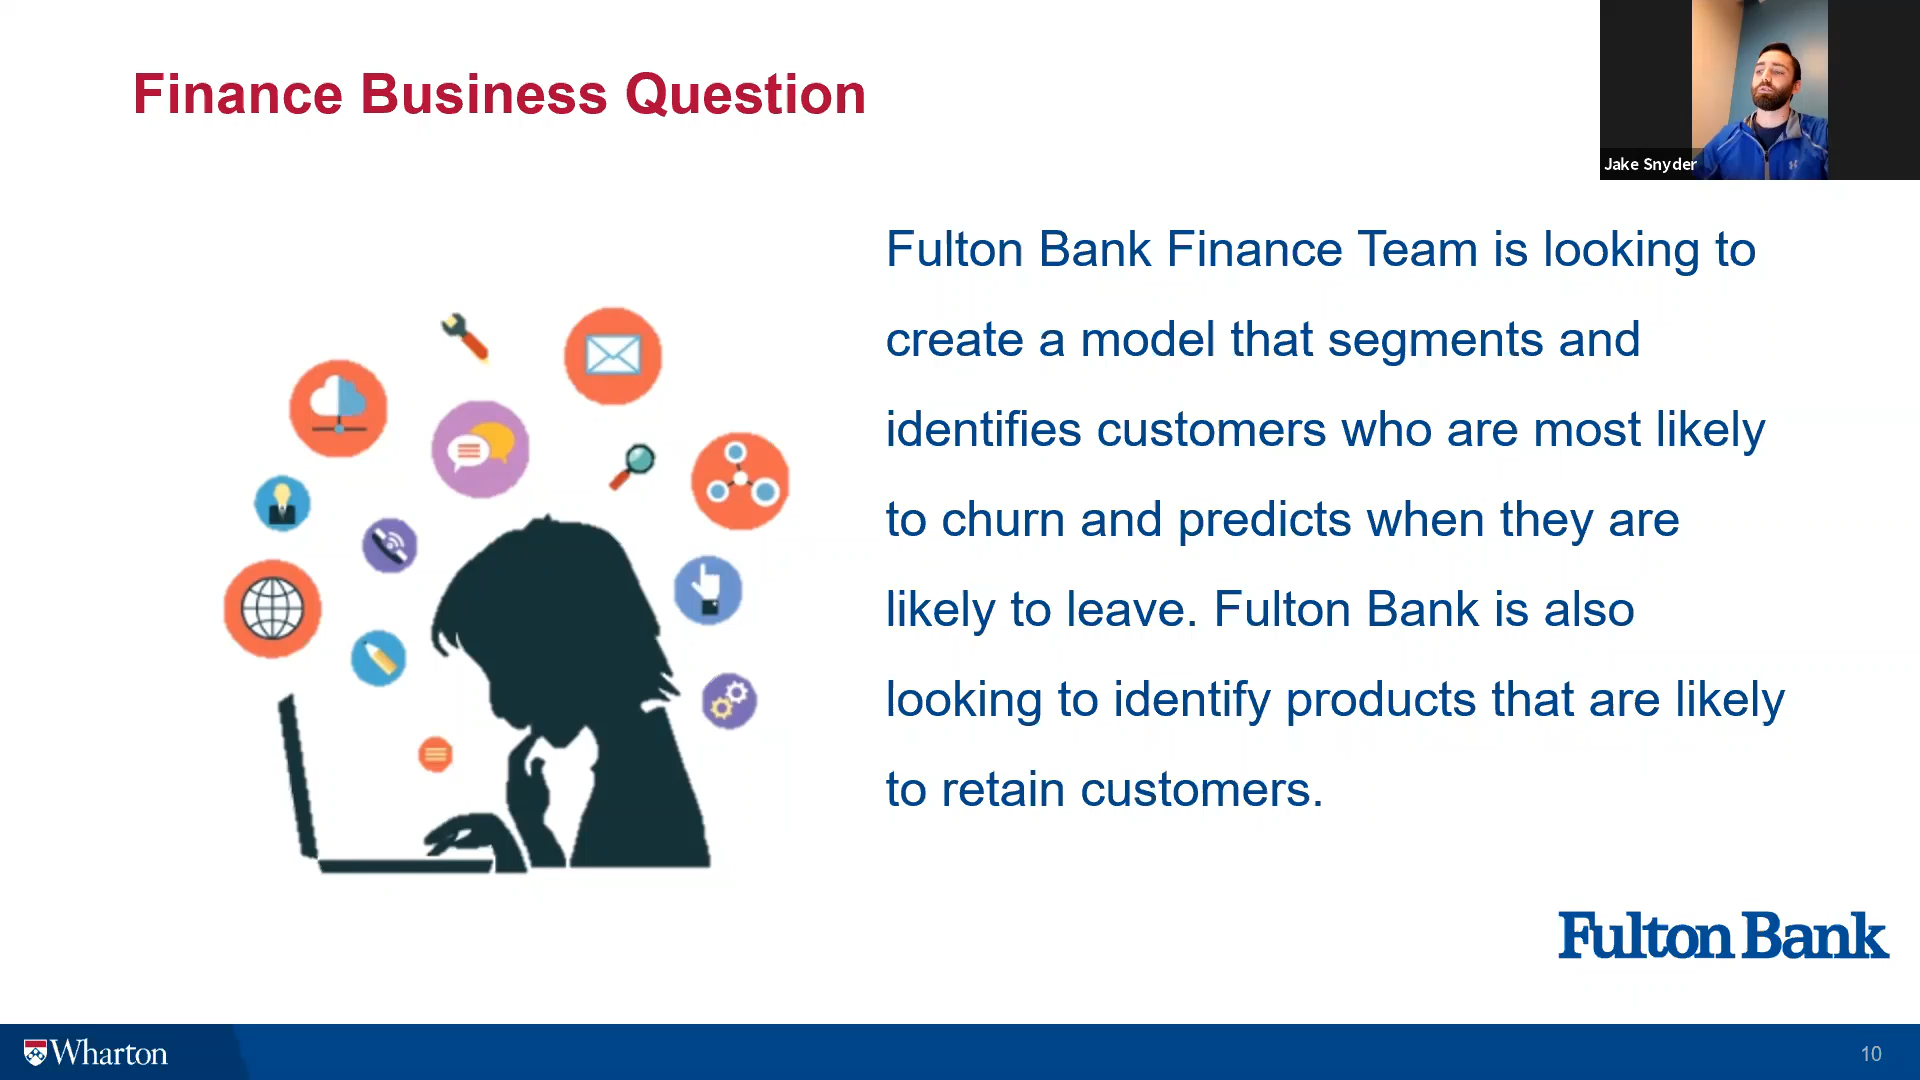 Finance Business Question
Jake Snyder
Fulton Bank Finance Team is looking to
create a model that segments and
identifies customers who are most likely
to churn and predicts when they are
likely to leave. Fulton Bank is also
looking to identify products that are likely
to retain customers.
Fulton Bank
Wharton
10